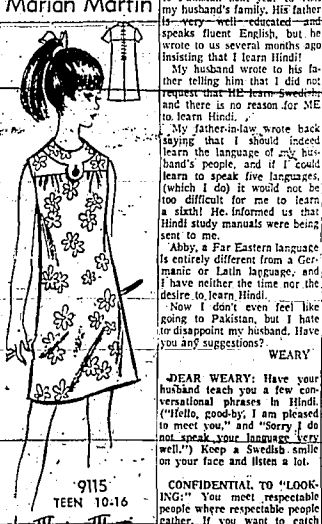 Marian Martin
9115
TEEN 10-16
my husband's family. His father
is very well educated and
speaks fluent English, but he
wrote to us several months ago
insisting that I learn Hindi!
My husband wrote to his fa-
ther telling him that I did not
request that HE learn Swedish,
and there is no reason for ME
to learn Hindi.
My father-in-law wrote back
saying that I should indeed
learn the language of my hus-
band's people, and if I could
learn to speak five languages,
(which I do) it would not be
too difficult for me to learn
a sixth! He informed us that
Hindi study manuals were being
sent to me.
Abby, a Far Eastern language
is entirely different from a Ger-
manic or Latin language, and
I have neither the time nor the
desire to learn Hindi.
Now I don't even feel like
going to Pakistan, but I hate
to disappoint my husband. Have
you any suggestions?
WEARY
DEAR WEARY: Have your
husband teach you a few con-
versational phrases in Hindi.
("Hello, good-by, I am pleased
to meet you," and "Sorry I do
not speak your language very
well.") Keep a Swedish smile
on your face and listen a lot.
CONFIDENTIAL TO "LOOK-
ING:" You meet respectable
people where respectable people
gather. If you want to catch